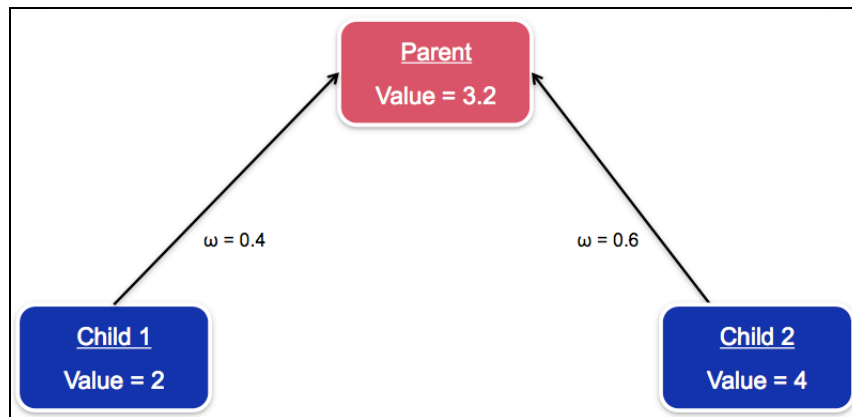 Parent
Value = 3.2
ω = 0.4
ω = 0.6
Child 1
Value = 2
Child 2
Value = 4